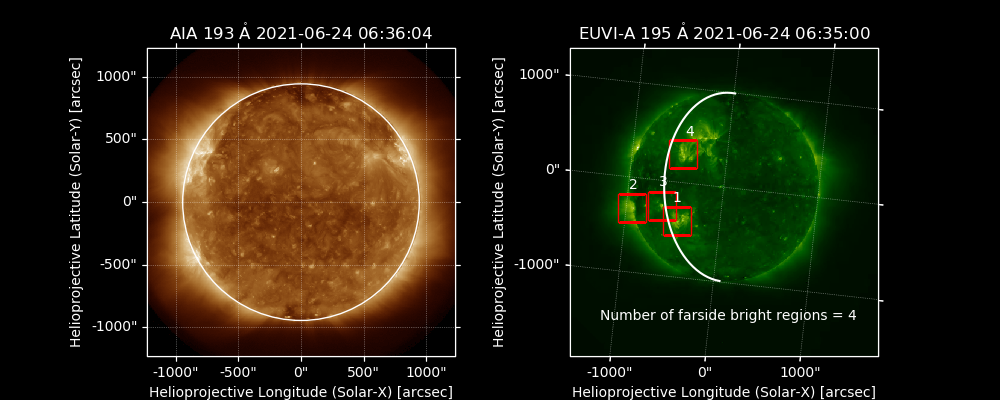 AIA 193 Å 2021-06-24 06:36:04
1000"
500"
0"
-500"
-1000"
-1000" -500" 0" 500" 1000"
Helioprojective Longitude (Solar-X) [arcsec]
Helioprojective Latitude (Solar-Y) [arcsec]
EUVI-A 195 Å 2021-06-24 06:35:00
1000"
0"
-1000"
4
2
3
1
Number of farside bright regions = 4
-1000" 0" 1000"
Helioprojective Longitude (Solar-X) [arcsec]
Helioprojective Latitude (Solar-Y) [arcsec]